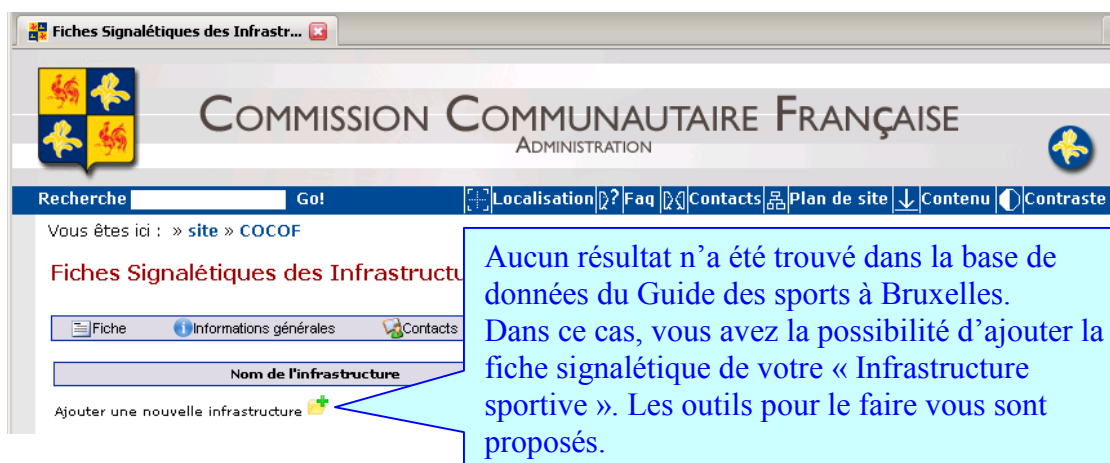 Fiches Signalétiques des Infrastr...
COMMISSION COMMUNAUTAIRE FRANÇAISE
ADMINISTRATION
Recherche Go! Localisation ? Faq Contacts Plan de site Contenu Contraste
Vous êtes ici : » site » COCOF
Fiches Signalétiques des Infrastructu
Fiche Informations générales Contacts
Nom de l'infrastructure
Ajouter une nouvelle infrastructure
Aucun résultat n’a été trouvé dans la base de
données du Guide des sports à Bruxelles.
Dans ce cas, vous avez la possibilité d’ajouter la
fiche signalétique de votre « Infrastructure
sportive ». Les outils pour le faire vous sont
proposés.